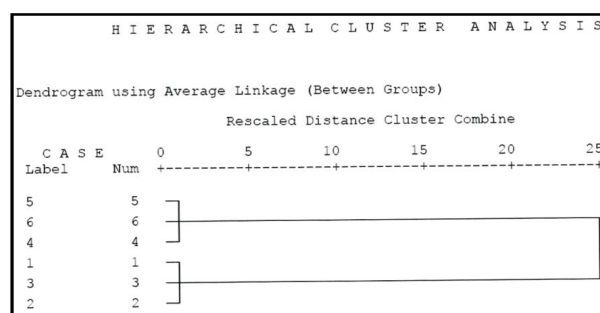 H I E R A R C H I C A L C L U S T E R A N A L Y S I S
Dendrogram using Average Linkage (Between Groups)
Rescaled Distance Cluster Combine
C A S E 0 5 10 15 20 25
Label Num
5 5
6 6
4 4
1 1
3 3
2 2